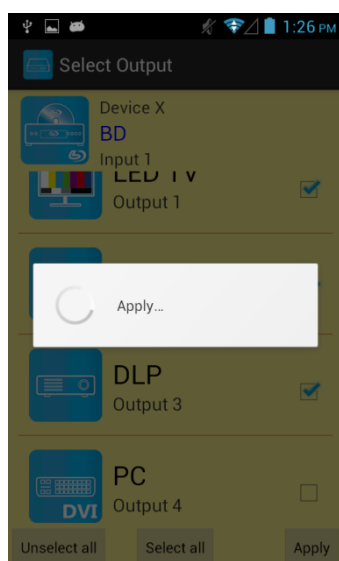 1:26 PM
Select Output
Device X
BD
Input 1
LED TV
Output 1
Apply...
DLP
Output 3
PC
DVI
Output 4
Unselect all
Select all
Apply